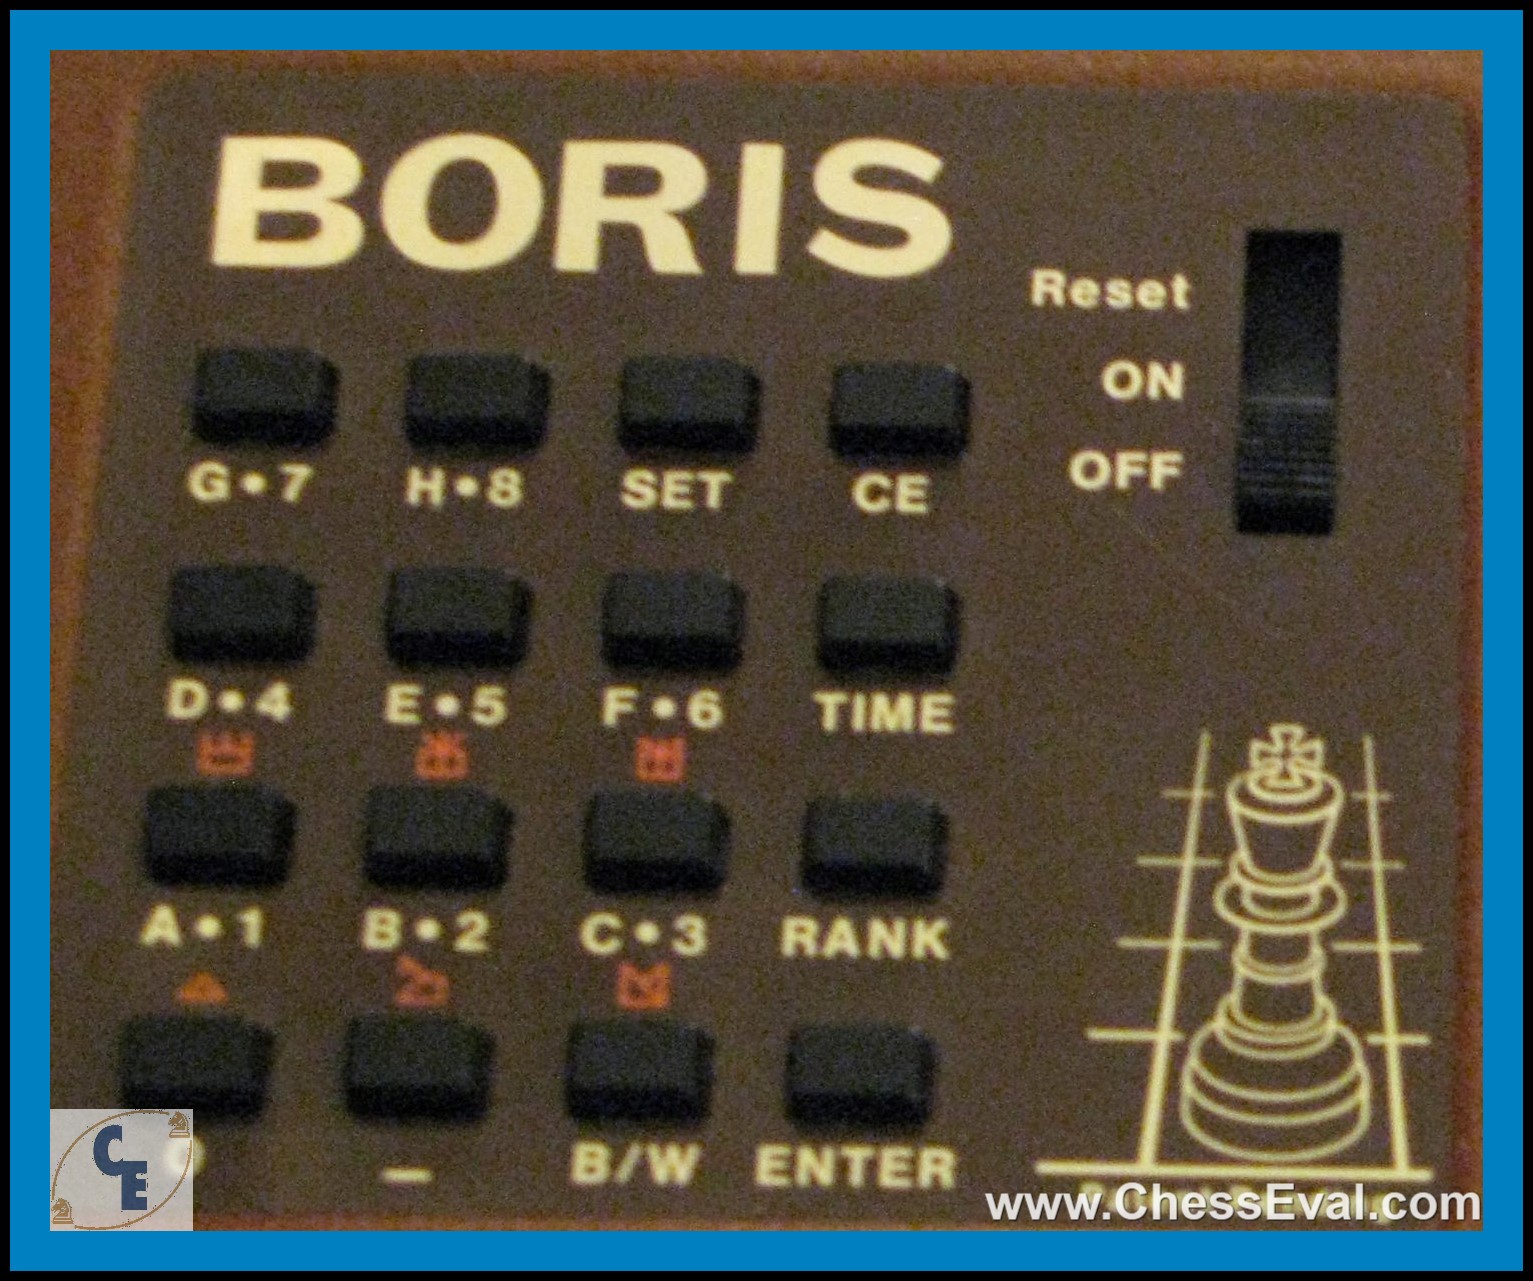 BORIS
Reset
ON
OFF
G•7 H•8 SET CE
D•4 E•5 F•6 TIME
A•1 B•2 C•3 RANK
– B/W ENTER
CE
www.ChessEval.com